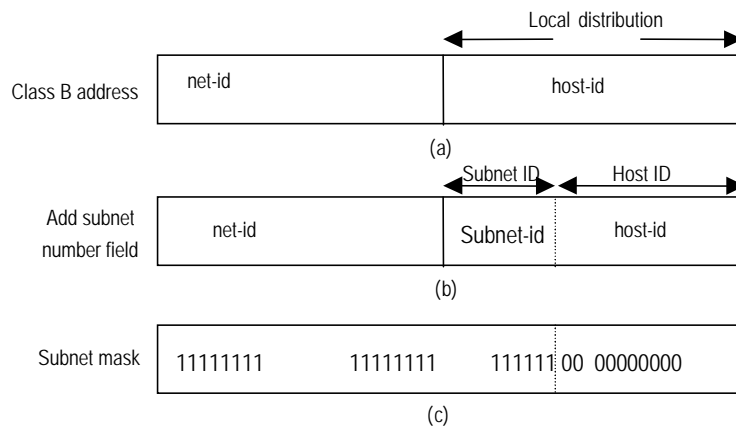 Local distribution
Class B address
net-id
host-id
(a)
Subnet ID
Host ID
Add subnet
number field
net-id
Subnet-id
host-id
(b)
Subnet mask
11111111 11111111 111111 00 00000000
(c)